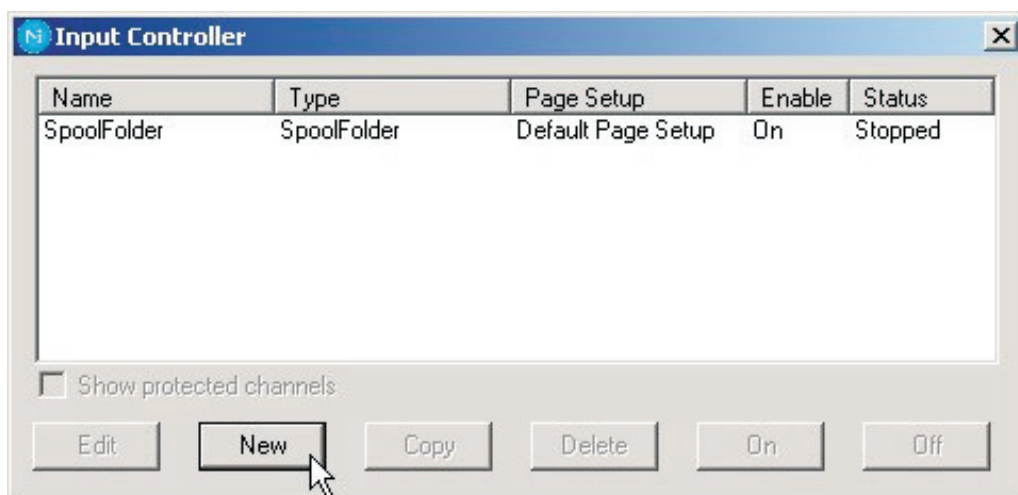 Input Controller
Name Type Page Setup Enable Status
SpoolFolder SpoolFolder Default Page Setup On Stopped
Show protected channels
Edit New Copy Delete On Off